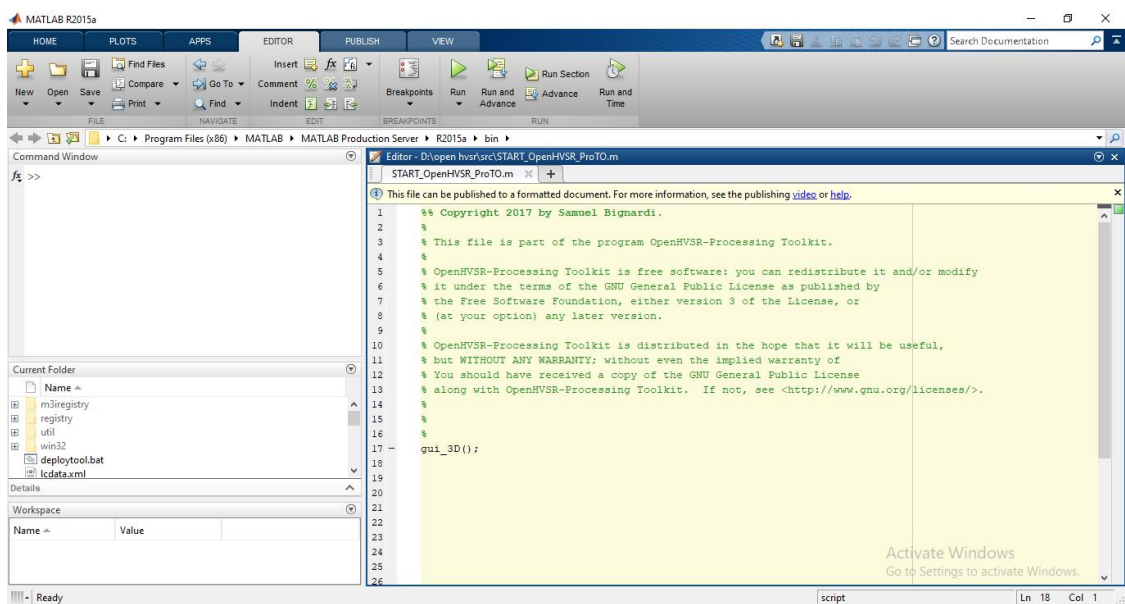 MATLAB R2015a
HOME PLOTS APPS EDITOR PUBLISH VIEW
Search Documentation
New Open Save
Find Files
Compare
Print
FILE
Go To
Find
NAVIGATE
Insert fx
Comment %
Indent
EDIT
Breakpoints
BREAKPOINTS
Run
Run and Advance
Run Section
Advance
Run and Time
RUN
C: Program Files (x86) MATLAB MATLAB Production Server R2015a bin
Command Window
fx >>
Current Folder
Name
m3iregistry
registry
util
win32
deploytool.bat
lcdata.xml
Details
Workspace
Name Value
Editor - D:\open hvsr\src\START_OpenHVSR_ProTO.m
START_OpenHVSR_ProTO.m
This file can be published to a formatted document. For more information, see the publishing video or help.
1 %% Copyright 2017 by Samuel Bignardi.
2 %
3 % This file is part of the program OpenHVSR-Processing Toolkit.
4 %
5 % OpenHVSR-Processing Toolkit is free software: you can redistribute it and/or modify
6 % it under the terms of the GNU General Public License as published by
7 % the Free Software Foundation, either version 3 of the License, or
8 % (at your option) any later version.
9 %
10 % OpenHVSR-Processing Toolkit is distributed in the hope that it will be useful,
11 % but WITHOUT ANY WARRANTY; without even the implied warranty of
12 % You should have received a copy of the GNU General Public License
13 % along with OpenHVSR-Processing Toolkit. If not, see <http://www.gnu.org/licenses/>.
14 %
15 %
16 %
17 - gui_3D();
18
19
20
21
22
23
24
25
26
Activate Windows
Go to Settings to activate Windows.
Ready
script
Ln 18 Col 1